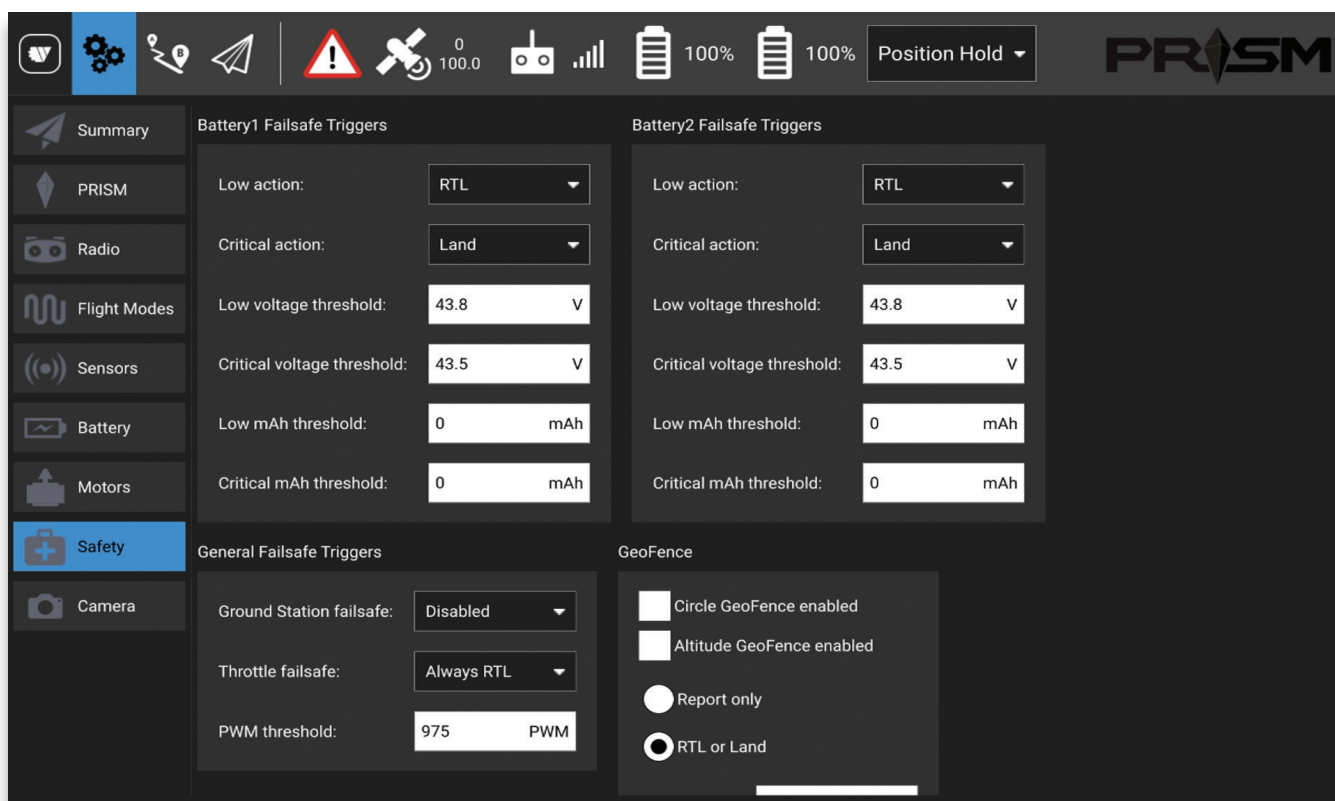 0
100.0
100%
100%
Position Hold
PRISM
Summary
PRISM
Radio
Flight Modes
Sensors
Battery
Motors
Safety
Camera
Battery1 Failsafe Triggers
Low action: RTL
Critical action: Land
Low voltage threshold: 43.8 V
Critical voltage threshold: 43.5 V
Low mAh threshold: 0 mAh
Critical mAh threshold: 0 mAh
Battery2 Failsafe Triggers
Low action: RTL
Critical action: Land
Low voltage threshold: 43.8 V
Critical voltage threshold: 43.5 V
Low mAh threshold: 0 mAh
Critical mAh threshold: 0 mAh
General Failsafe Triggers
Ground Station failsafe: Disabled
Throttle failsafe: Always RTL
PWM threshold: 975 PWM
GeoFence
Circle GeoFence enabled
Altitude GeoFence enabled
Report only
RTL or Land